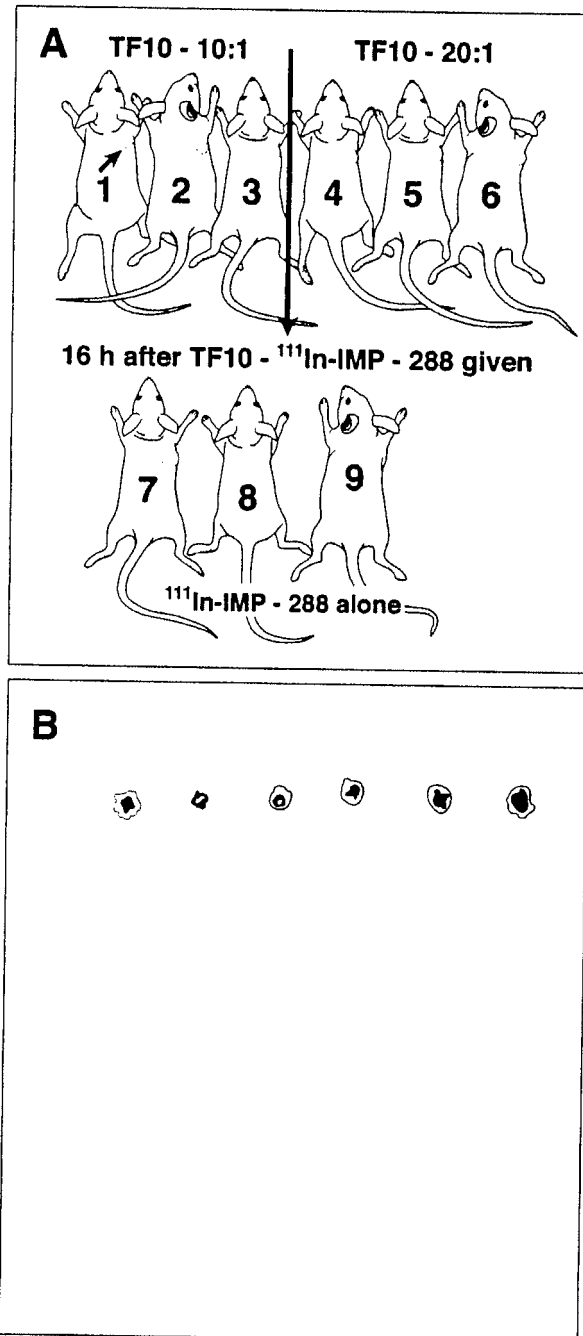 A
TF10 - 10:1 TF10 - 20:1
1 2 3 4 5 6
16 h after TF10 - ¹¹¹In-IMP - 288 given
7 8 9
¹¹¹In-IMP - 288 alone
B